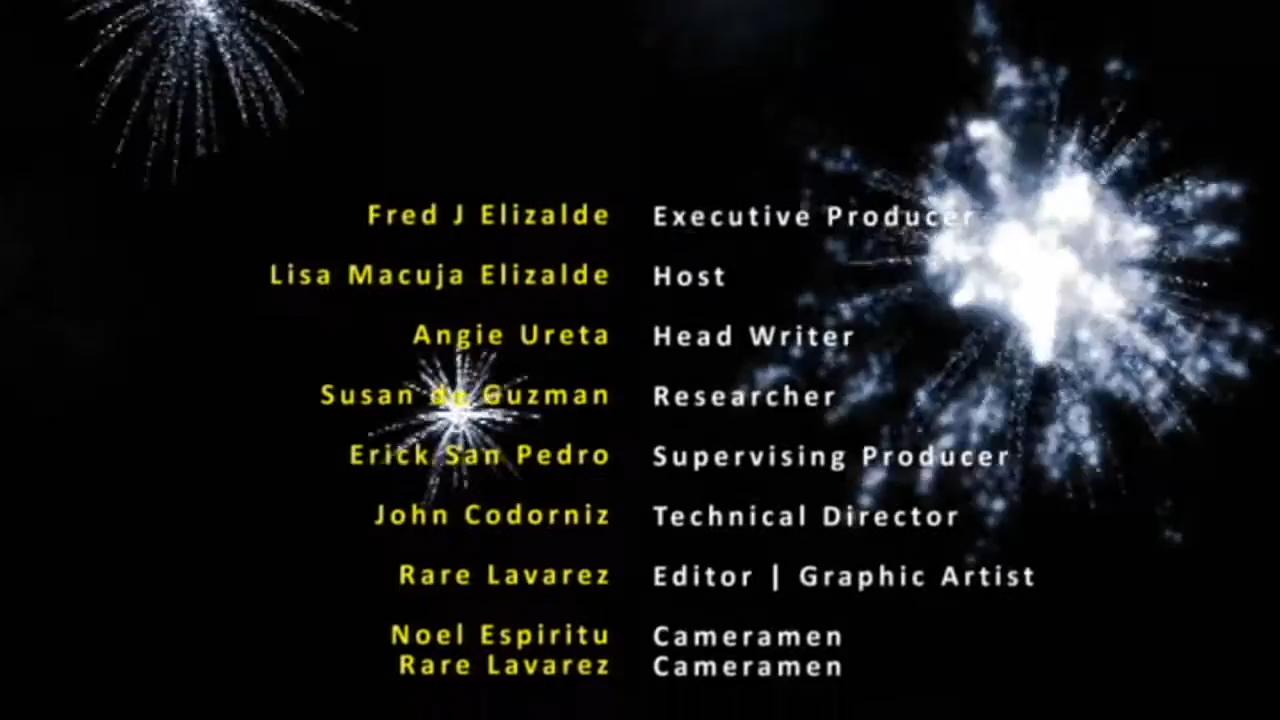 Fred J Elizalde Executive Producer
Lisa Macuja Elizalde Host
Angie Ureta Head Writer
Susan de Guzman Researcher
Erick San Pedro Supervising Producer
John Codorniz Technical Director
Rare Lavarez Editor | Graphic Artist
Noel Espiritu Cameramen
Rare Lavarez Cameramen